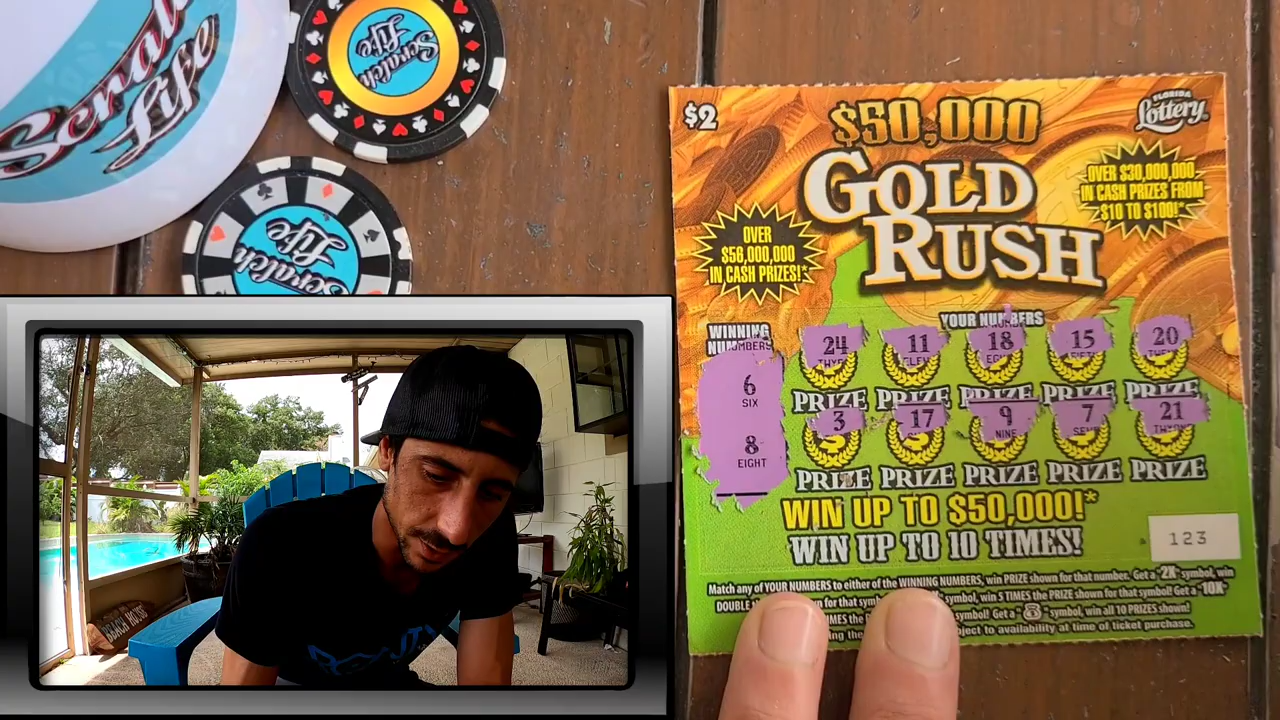 Scratch
Life
Scratch
Life
Scratch
Life
$2
$50,000
GOLD
RUSH
FLORIDA
Lottery
OVER $30,000,000
IN CASH PRIZES FROM
$10 TO $100!*
OVER
$56,000,000
IN CASH PRIZES!*
WINNING
NUMBERS
YOUR NUMBERS
6
SIX
8
EIGHT
24 11 18 15 20
PRIZE PRIZE PRIZE PRIZE PRIZE
3 17 9 7 21
NINE
PRIZE PRIZE PRIZE PRIZE PRIZE
WIN UP TO $50,000!*
WIN UP TO 10 TIMES!
123
Match any of YOUR NUMBERS to either of the WINNING NUMBERS, win PRIZE shown for that number. Get a "2X" symbol, win
DOUBLE for that symbol, win 5 TIMES the PRIZE shown for that symbol! Get a "10X"
symbol! Get a symbol, win all 10 PRIZES shown!
subject to availability at time of ticket purchase.
BEACH HOUSE